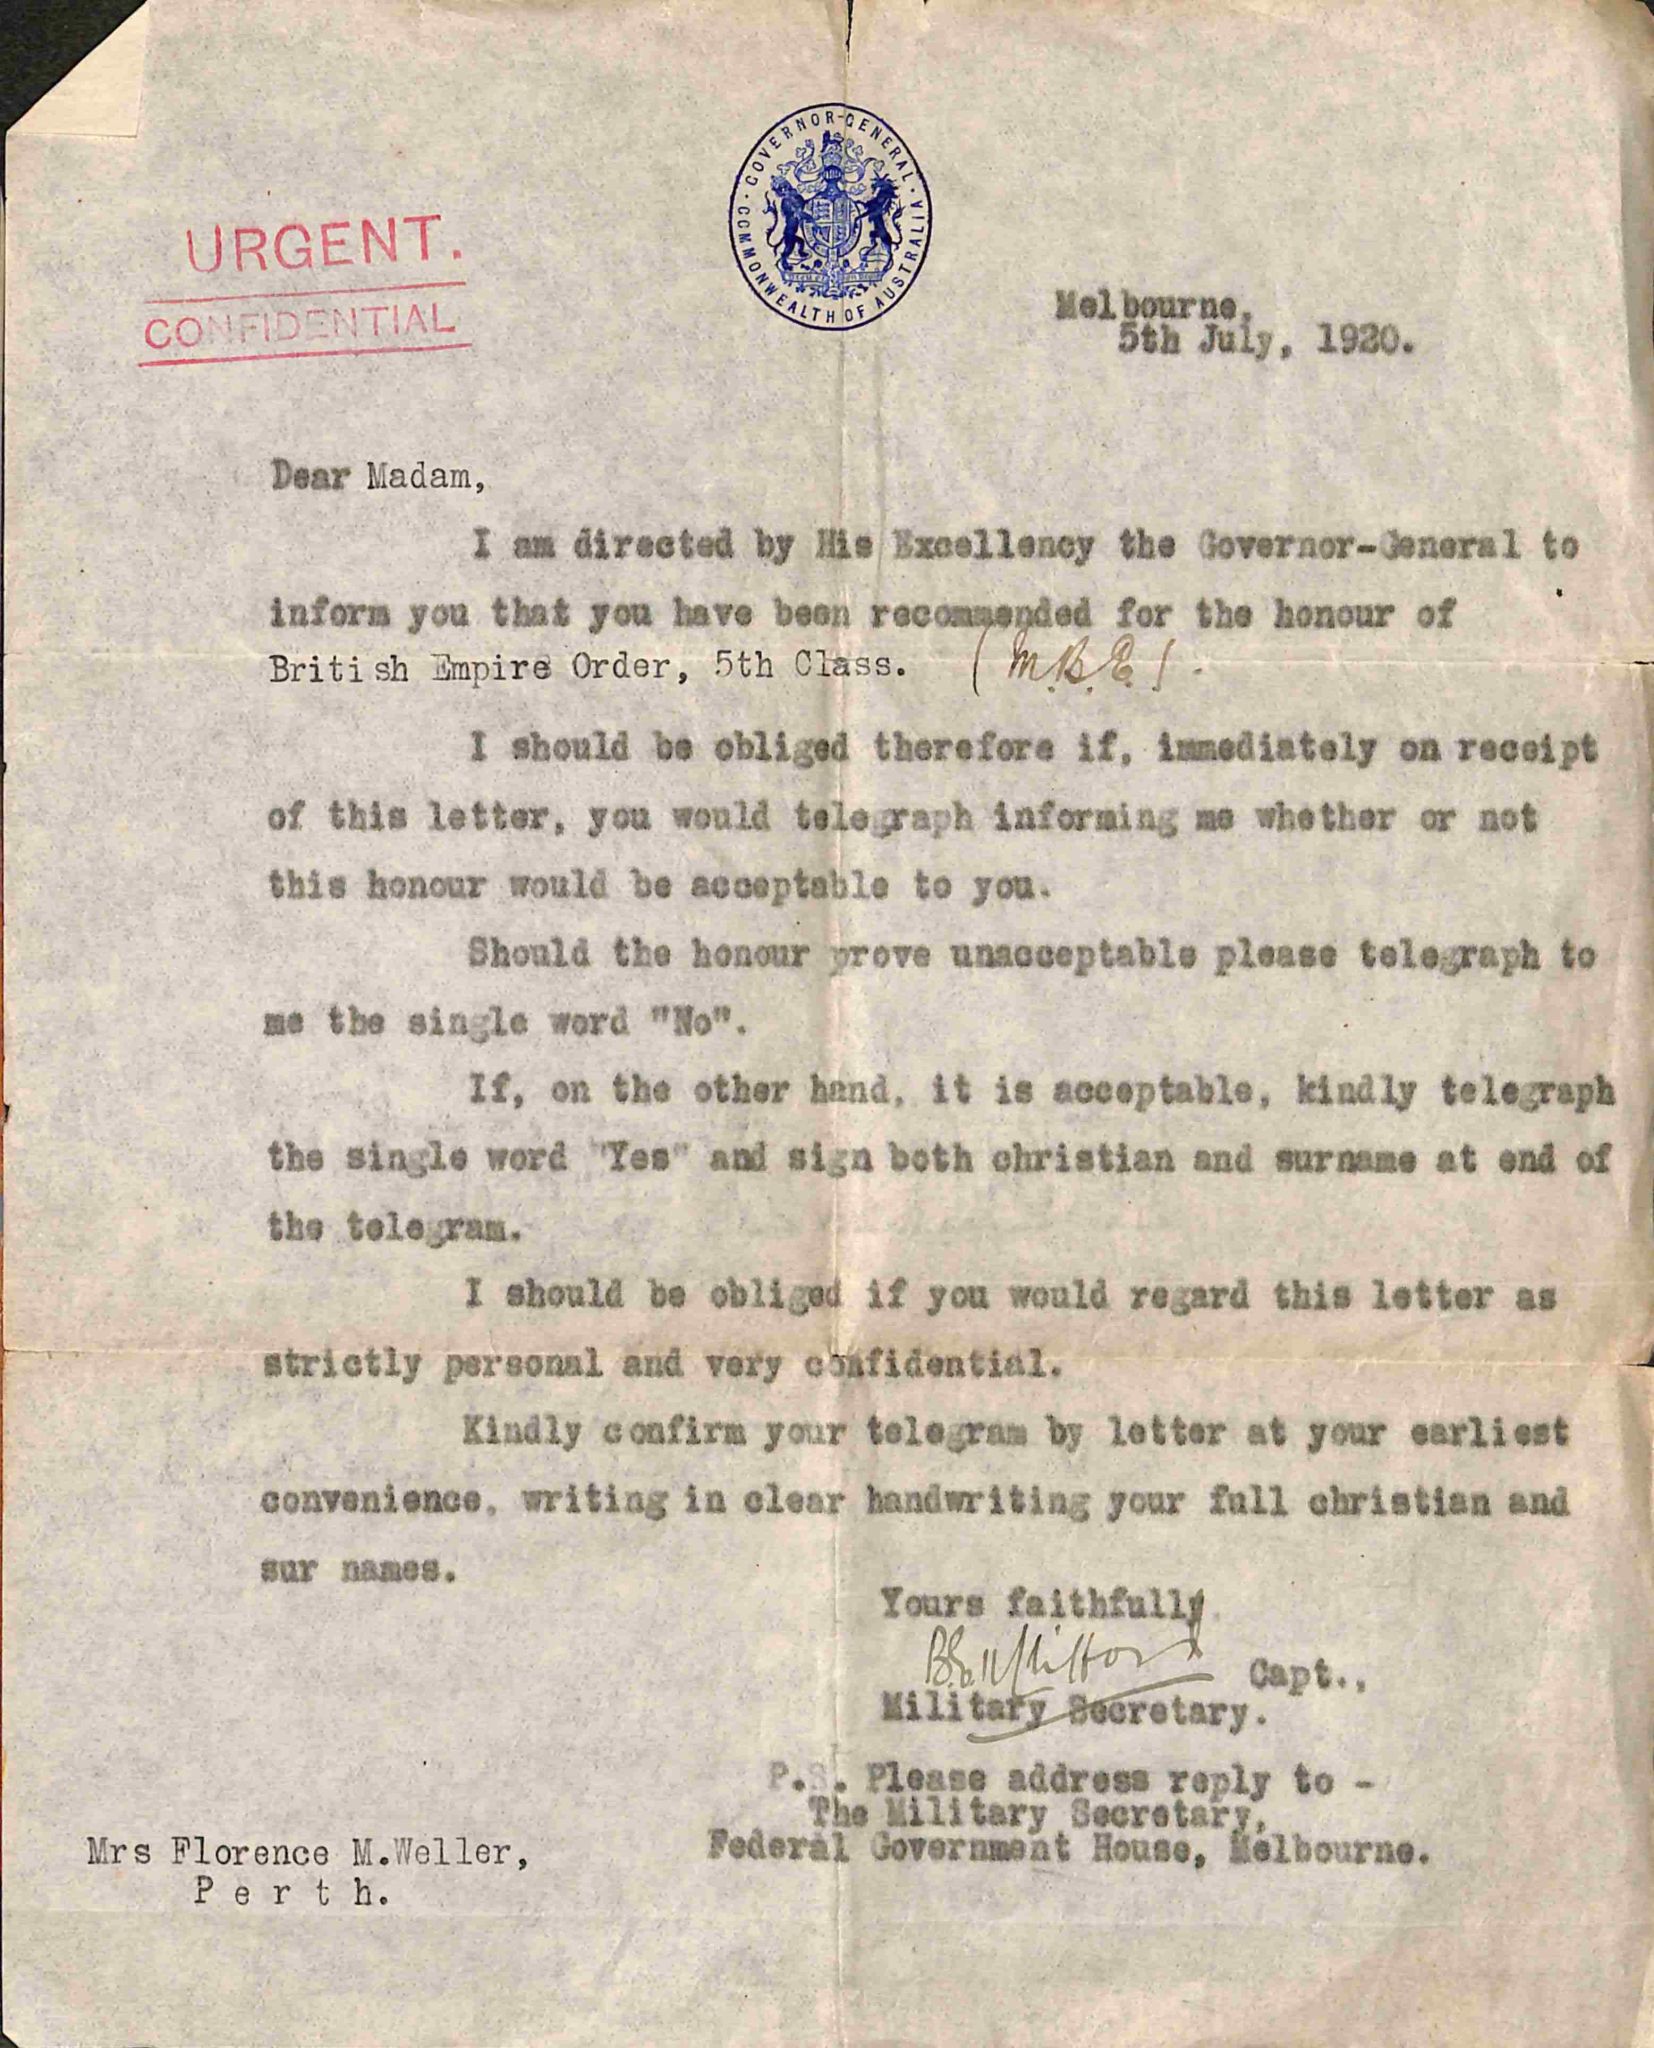 GOVERNOR-GENERAL · COMMONWEALTH OF AUSTRALIA ·
URGENT.
CONFIDENTIAL
Melbourne,
5th July, 1920.
Dear Madam,
I am directed by His Excellency the Governor-General to
inform you that you have been recommended for the honour of
British Empire Order, 5th Class. (M.B.E.).
I should be obliged therefore if, immediately on receipt
of this letter, you would telegraph informing me whether or not
this honour would be acceptable to you.
Should the honour prove unacceptable please telegraph to
me the single word "No".
If, on the other hand, it is acceptable, kindly telegraph
the single word "Yes" and sign both christian and surname at end of
the telegram.
I should be obliged if you would regard this letter as
strictly personal and very confidential.
Kindly confirm your telegram by letter at your earliest
convenience, writing in clear handwriting your full christian and
sur names.
Yours faithfully
Capt.,
Military Secretary.
P.S. Please address reply to -
The Military Secretary,
Federal Government House, Melbourne.
Mrs Florence M.Weller,
Perth.